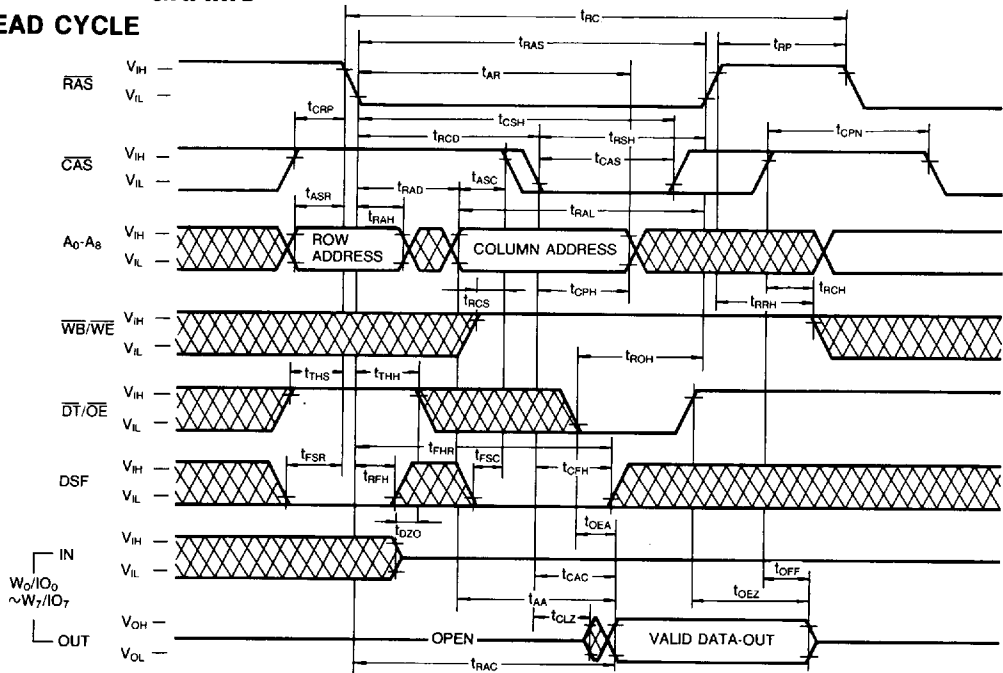 EAD CYCLE
tRC
tRAS
tRP
tAR
RAS
VIH
VIL
tCRP
tCSH
tRCD
tRSH
tCPN
CAS
VIH
VIL
tCAS
tASC
tASR
tRAD
tRAH
tRAL
A0-A8
VIH
VIL
ROW
ADDRESS
COLUMN ADDRESS
tRCS
tCPH
tRCH
tRRH
WB/WE
VIH
VIL
tROH
tTHS
tTHH
DT/OE
VIH
VIL
tFHR
tFSR
tRFH
tFSC
tCFH
DSF
VIH
VIL
tDZO
tOEA
IN
VIH
VIL
tCAC
tOFF
tAA
tOEZ
W0/IO0
~W7/IO7
tCLZ
OUT
VOH
VOL
OPEN
VALID DATA-OUT
tRAC